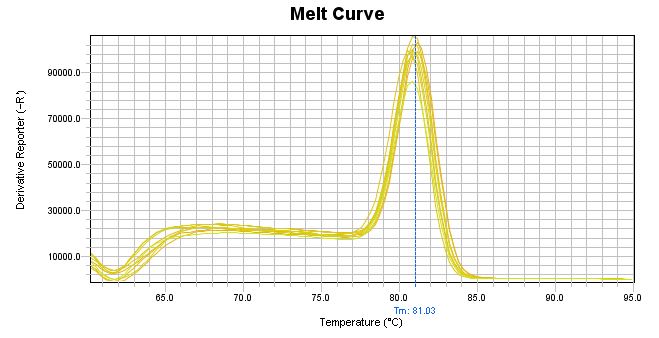 Melt Curve
Derivative Reporter (-R')
90000.0
70000.0
50000.0
30000.0
10000.0
65.0 70.0 75.0 80.0 85.0 90.0 95.0
Tm: 81.03
Temperature (°C)